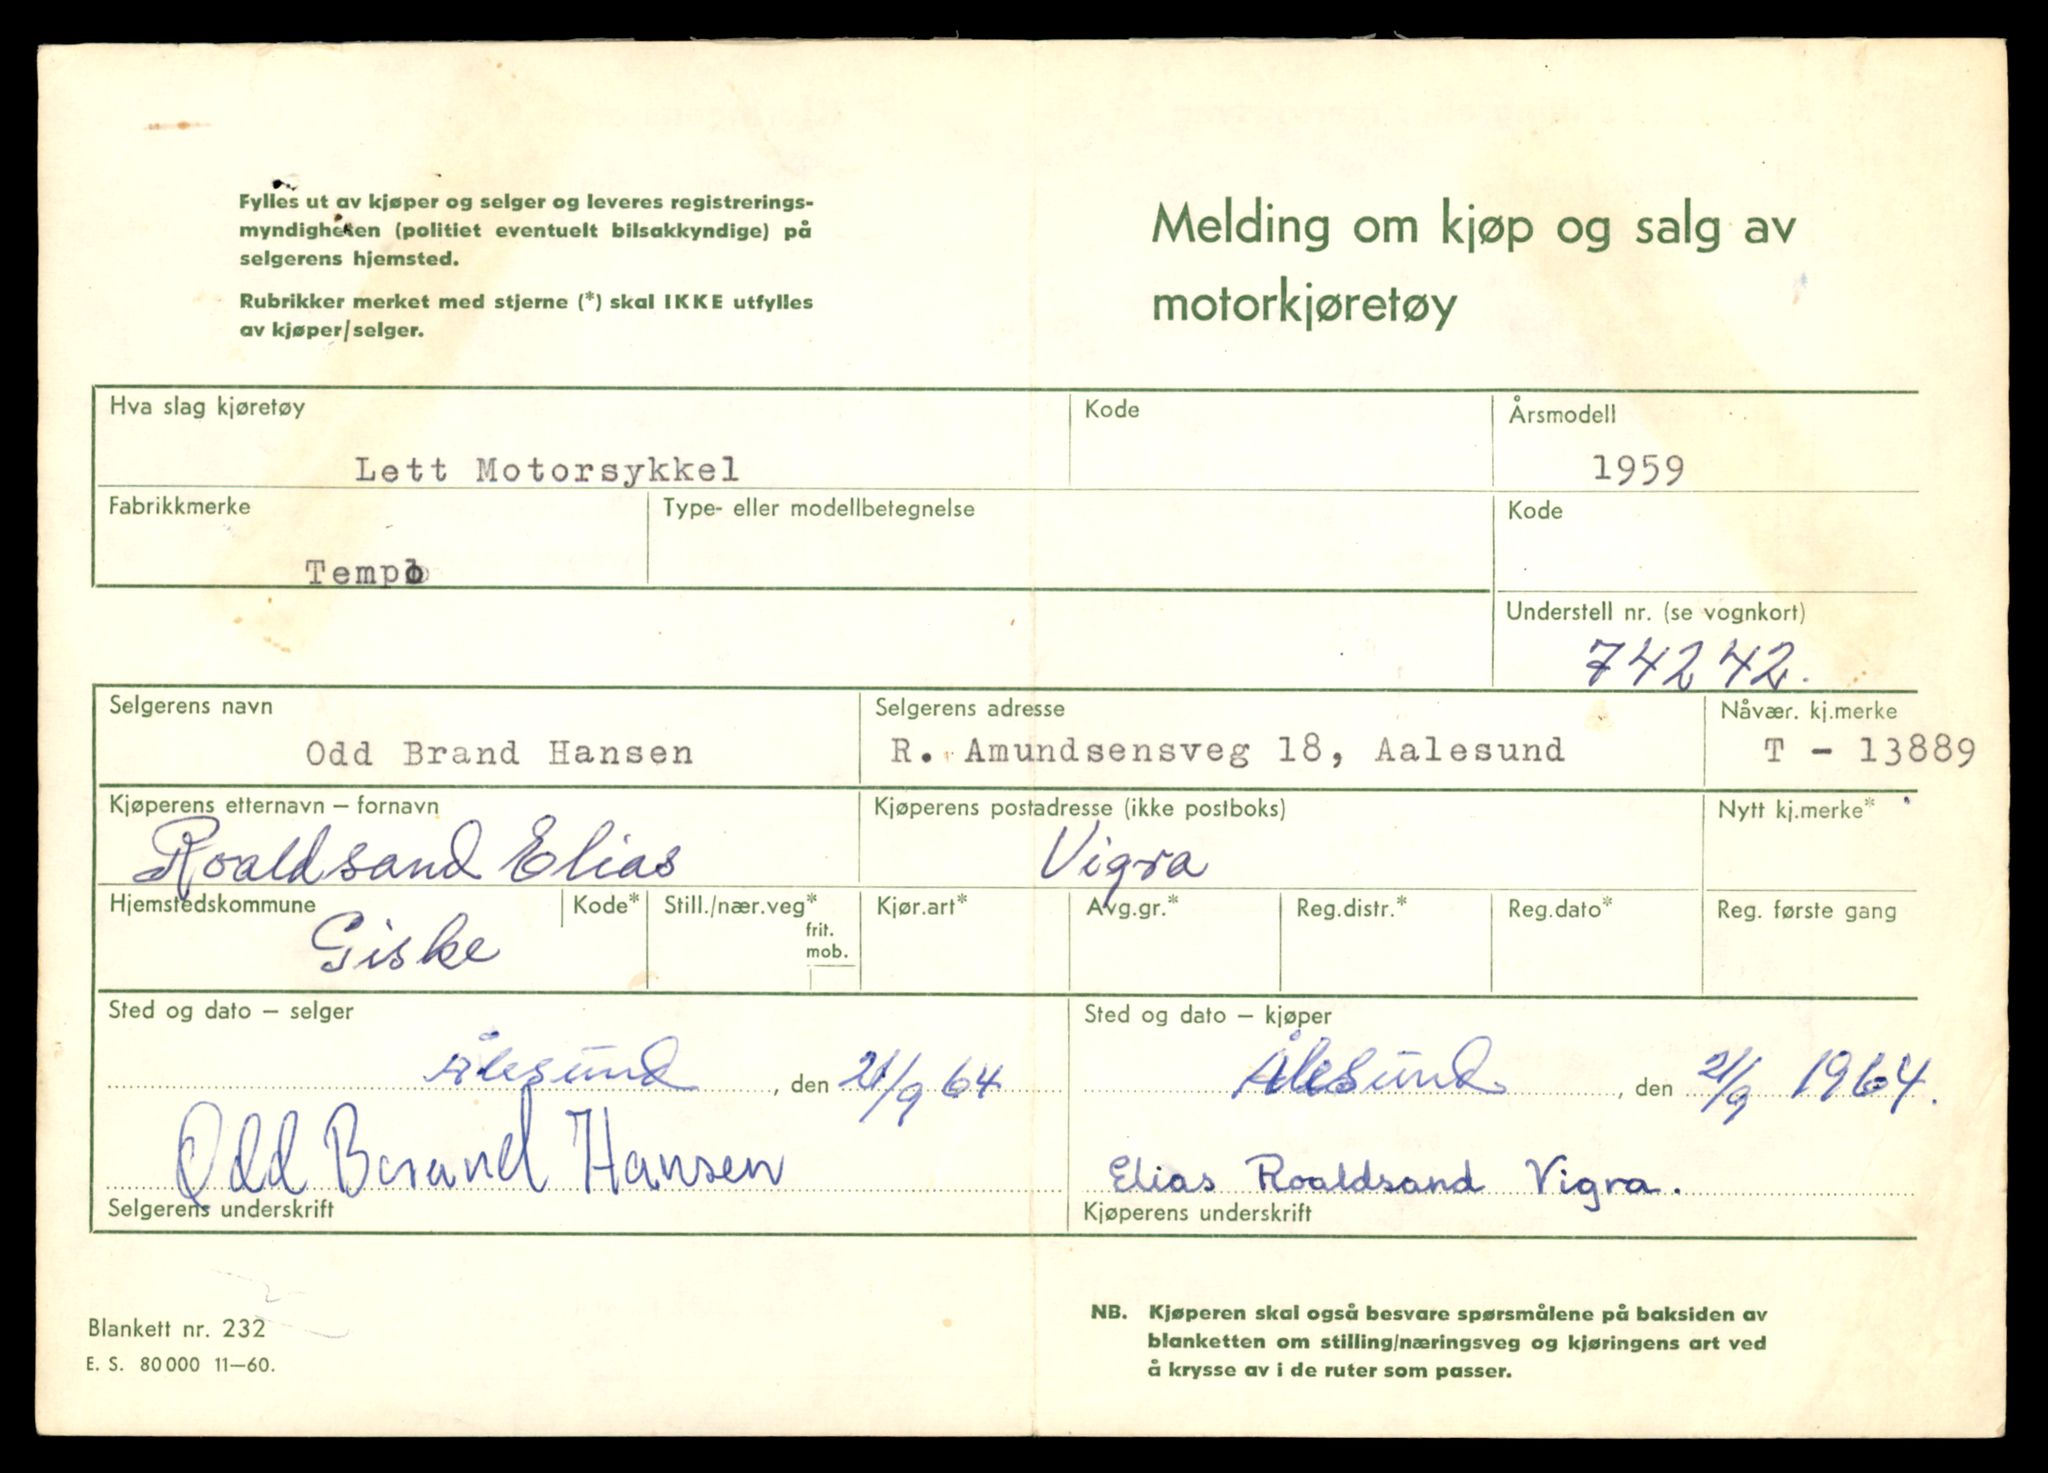 Fylles ut av kjøper og selger og leveres registrerings-
myndigheten (politiet eventuelt bilsakkyndige) på
selgerens hjemsted.
Rubrikker merket med stjerne (*) skal IKKE utfylles
av kjøper/selger.
Melding om kjøp og salg av
motorkjøretøy
Hva slag kjøretøy
Kode
Årsmodell
Lett Motorsykkel
1959
Fabrikkmerke
Type- eller modellbetegnelse
Kode
Tempo
Understell nr. (se vognkort)
74242.
Selgerens navn
Selgerens adresse
Nåvær. kj.merke
Odd Brand Hansen
R. Amundsensveg 18, Aalesund
T - 13889
Kjøperens etternavn – fornavn
Kjøperens postadresse (ikke postboks)
Nytt kj.merke*
Roaldsand Elias
Vigra
Hjemstedskommune
Kode*
Still./nær.veg*
frit.
mob.
Kjør.art*
Avg.gr.*
Reg.distr.*
Reg.dato*
Reg. første gang
Giske
Sted og dato – selger
Sted og dato – kjøper
Ålesund, den 21/9 64
Ålesund, den 21/9 1964.
Odd Brand Hansen
Elias Roaldsand Vigra.
Selgerens underskrift
Kjøperens underskrift
Blankett nr. 232
E. S. 80000 11–60.
NB. Kjøperen skal også besvare spørsmålene på baksiden av
blanketten om stilling/næringsveg og kjøringens art ved
å krysse av i de ruter som passer.